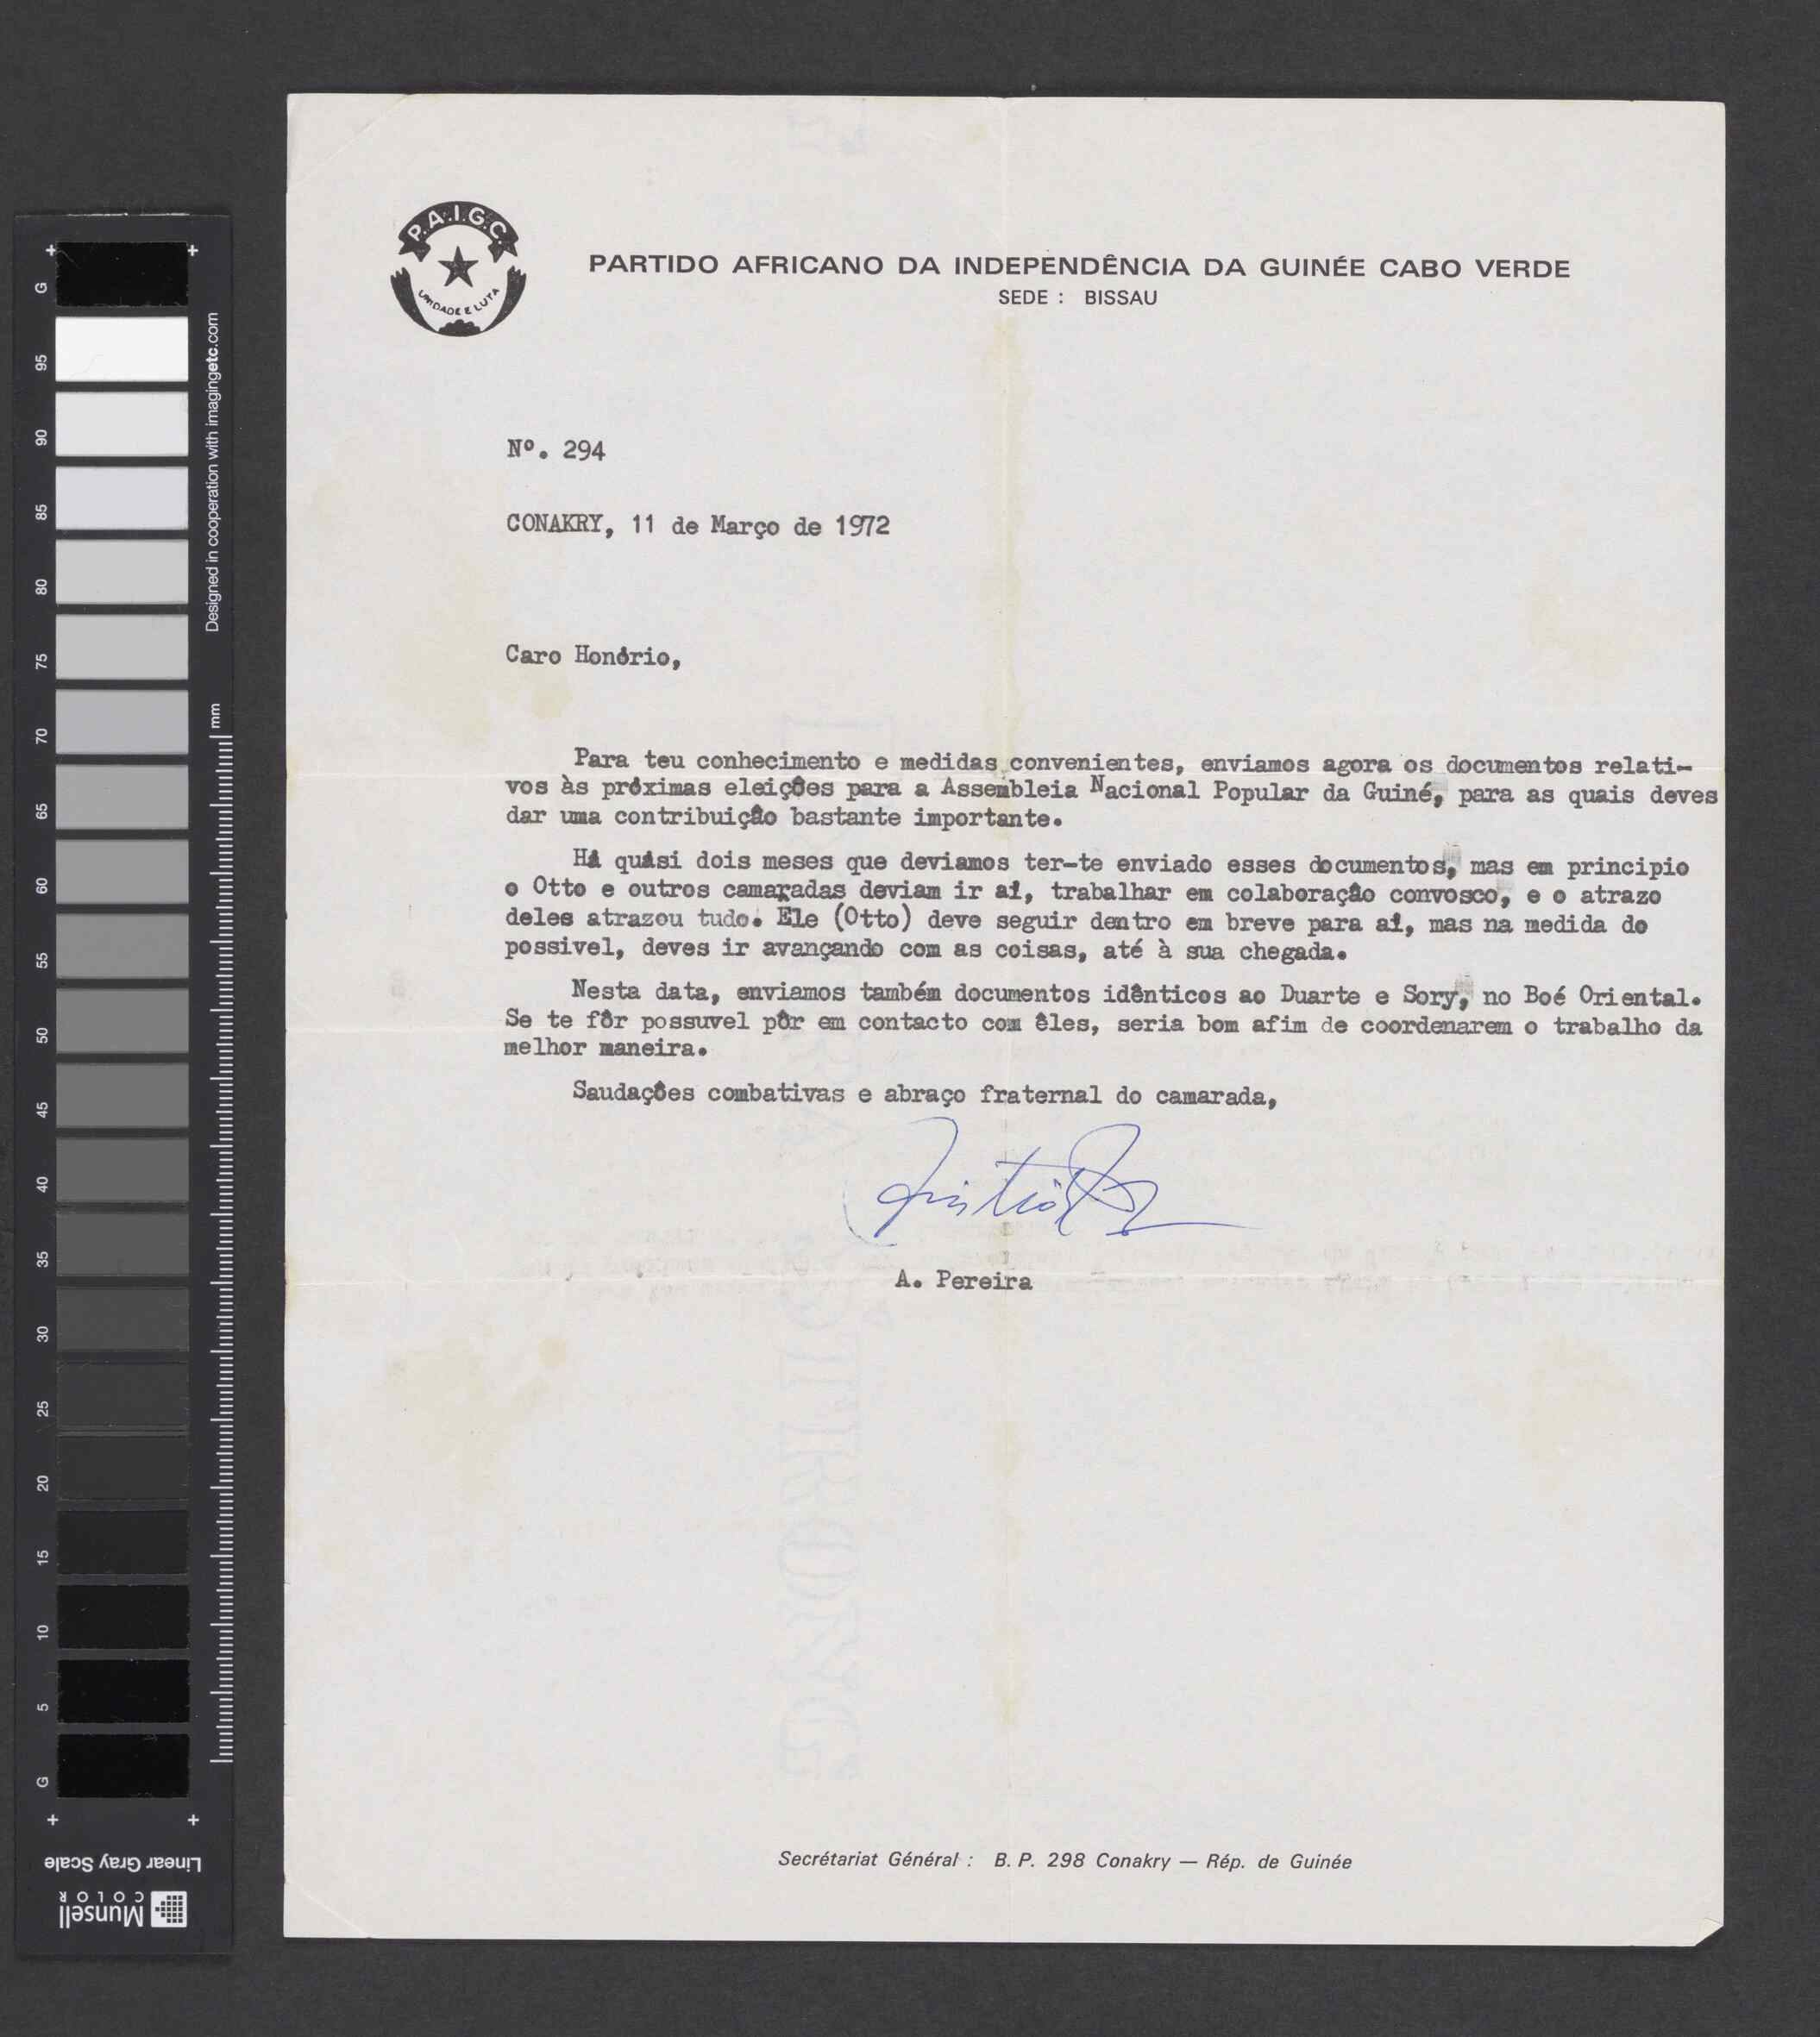 P.A.I.G.C.
UNIDADE E LUTA
PARTIDO AFRICANO DA INDEPENDÊNCIA DA GUINÉE CABO VERDE
SEDE : BISSAU
Nº. 294
CONAKRY, 11 de Março de 1972
Caro Honório,
Para teu conhecimento e medidas convenientes, enviamos agora os documentos relati-
vos às próximas eleições para a Assembleia Nacional Popular da Guiné, para as quais deves
dar uma contribuição bastante importante.
Há quási dois meses que deviamos ter-te enviado esses documentos, mas em principio
o Otto e outros camaradas deviam ir aí, trabalhar em colaboração convosco, e o atrazo
deles atrazou tudo. Ele (Otto) deve seguir dentro em breve para aí, mas na medida do
possivel, deves ir avançando com as coisas, até à sua chegada.
Nesta data, enviamos também documentos idênticos ao Duarte e Sory, no Boé Oriental.
Se te fôr possuvel pôr em contacto com êles, seria bom afim de coordenarem o trabalho da
melhor maneira.
Saudações combativas e abraço fraternal do camarada,
A. Pereira
Secrétariat Général : B. P. 298 Conakry — Rép. de Guinée
G
95
90
85
80
75
70
65
60
55
50
45
40
35
30
25
20
15
10
5
G
mm
Designed in cooperation with imagingetc.com
Linear Gray Scale
Munsell
COLOR